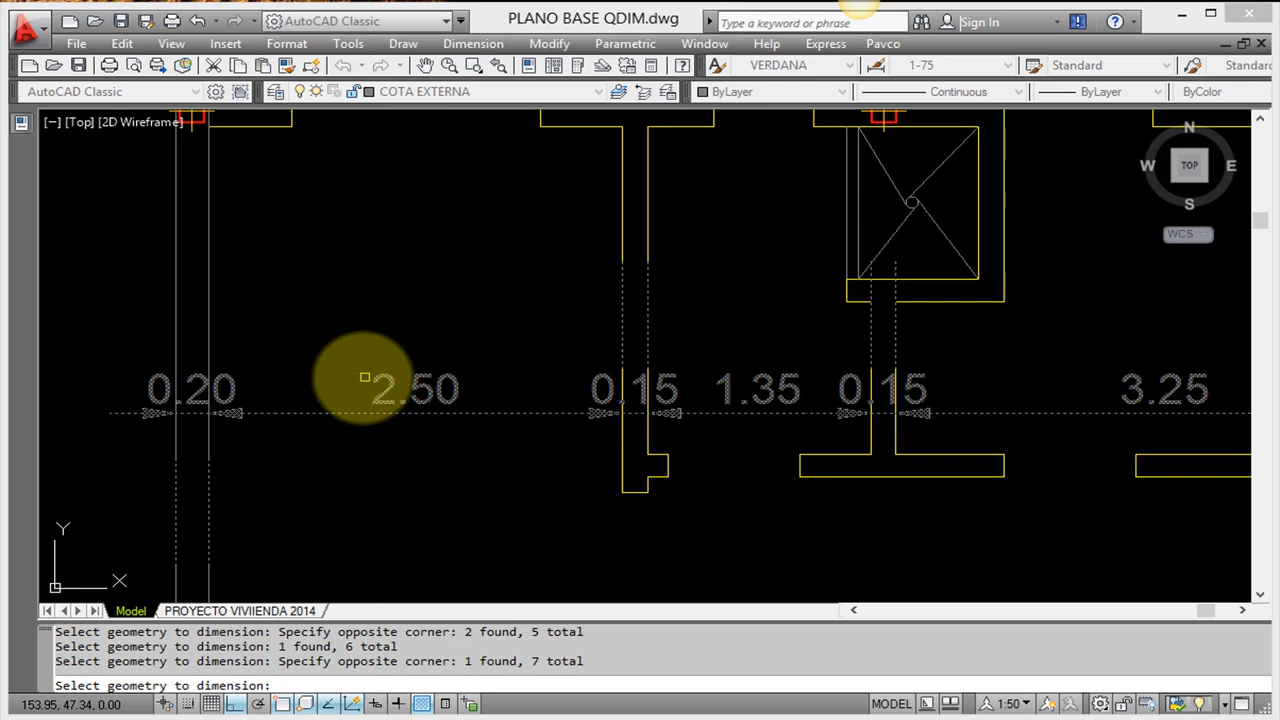 AutoCAD Classic PLANO BASE QDIM.dwg Type a keyword or phrase Sign In
File Edit View Insert Format Tools Draw Dimension Modify Parametric Window Help Express Pavco
VERDANA 1-75 Standard Standard
AutoCAD Classic COTA EXTERNA ByLayer Continuous ByLayer ByColor
[−] [Top] [2D Wireframe]
N
W TOP E
S
WCS
0.20 2.50 0.15 1.35 0.15 3.25
Y
X
Model PROYECTO VIVIIENDA 2014
Select geometry to dimension: Specify opposite corner: 2 found, 5 total
Select geometry to dimension: 1 found, 6 total
Select geometry to dimension: Specify opposite corner: 1 found, 7 total
Select geometry to dimension:
153.95, 47.34, 0.00 MODEL 1:50